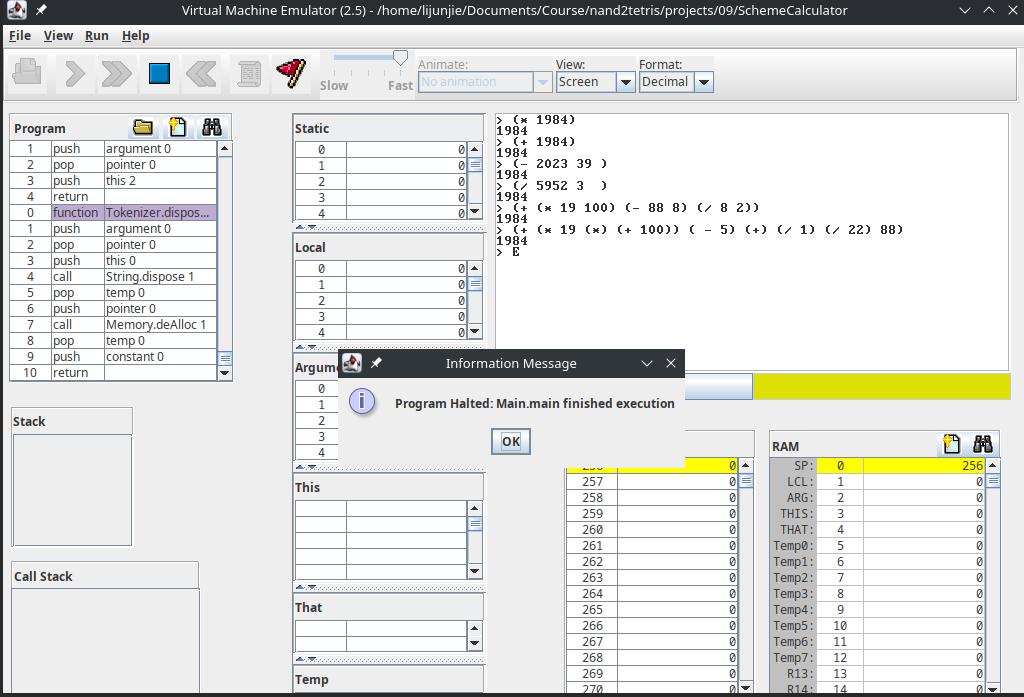 Virtual Machine Emulator (2.5) - /home/lijunjie/Documents/Course/nand2tetris/projects/09/SchemeCalculator
File View Run Help
Slow Fast
Animate:
No animation
View:
Screen
Format:
Decimal
Program
1 push argument 0
2 pop pointer 0
3 push this 2
4 return
0 function Tokenizer.dispos...
1 push argument 0
2 pop pointer 0
3 push this 0
4 call String.dispose 1
5 pop temp 0
6 push pointer 0
7 call Memory.deAlloc 1
8 pop temp 0
9 push constant 0
10 return
Stack
Call Stack
Static
0 0
1 0
2 0
3 0
4 0
Local
0 0
1 0
2 0
3 0
4 0
Argum
0
1
2
3
4
This
That
Temp
> (* 1984)
1984
> (+ 1984)
1984
> (- 2023 39 )
1984
> (/ 5952 3  )
1984
> (+ (* 19 100) (- 88 8) (/ 8 2))
1984
> (+ (* 19 (*) (+ 100)) ( - 5) (+) (/ 1) (/ 22) 88)
1984
> E
Information Message
Program Halted: Main.main finished execution
OK
0
257 0
258 0
259 0
260 0
261 0
262 0
263 0
264 0
265 0
266 0
267 0
268 0
269 0
270 0
RAM
SP: 0 256
LCL: 1 0
ARG: 2 0
THIS: 3 0
THAT: 4 0
Temp0: 5 0
Temp1: 6 0
Temp2: 7 0
Temp3: 8 0
Temp4: 9 0
Temp5: 10 0
Temp6: 11 0
Temp7: 12 0
R13: 13 0
R14: 14 0